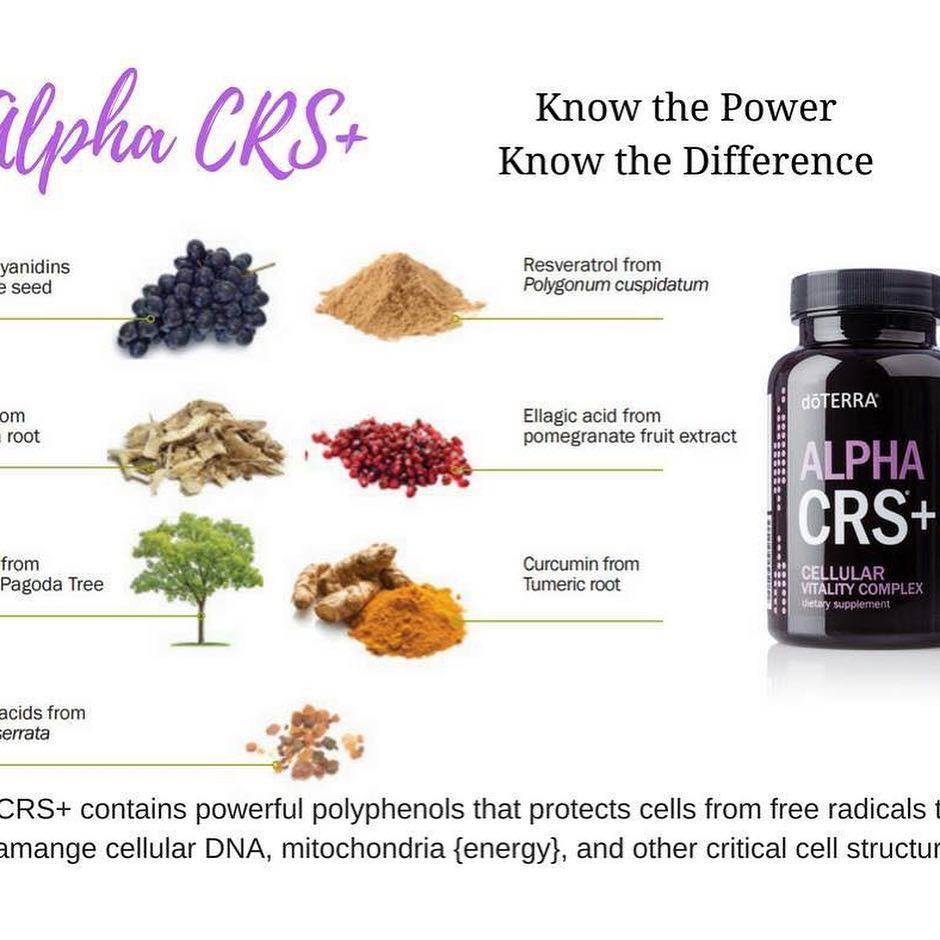 Alpha CRS+
Know the Power
Know the Difference
yanidins
e seed
Resveratrol from
Polygonum cuspidatum
om
root
Ellagic acid from
pomegranate fruit extract
from
Pagoda Tree
Curcumin from
Tumeric root
acids from
serrata
dōTERRA®
ALPHA
CRS®+
CELLULAR
VITALITY COMPLEX
dietary supplement
CRS+ contains powerful polyphenols that protects cells from free radicals t
amange cellular DNA, mitochondria {energy}, and other critical cell structur